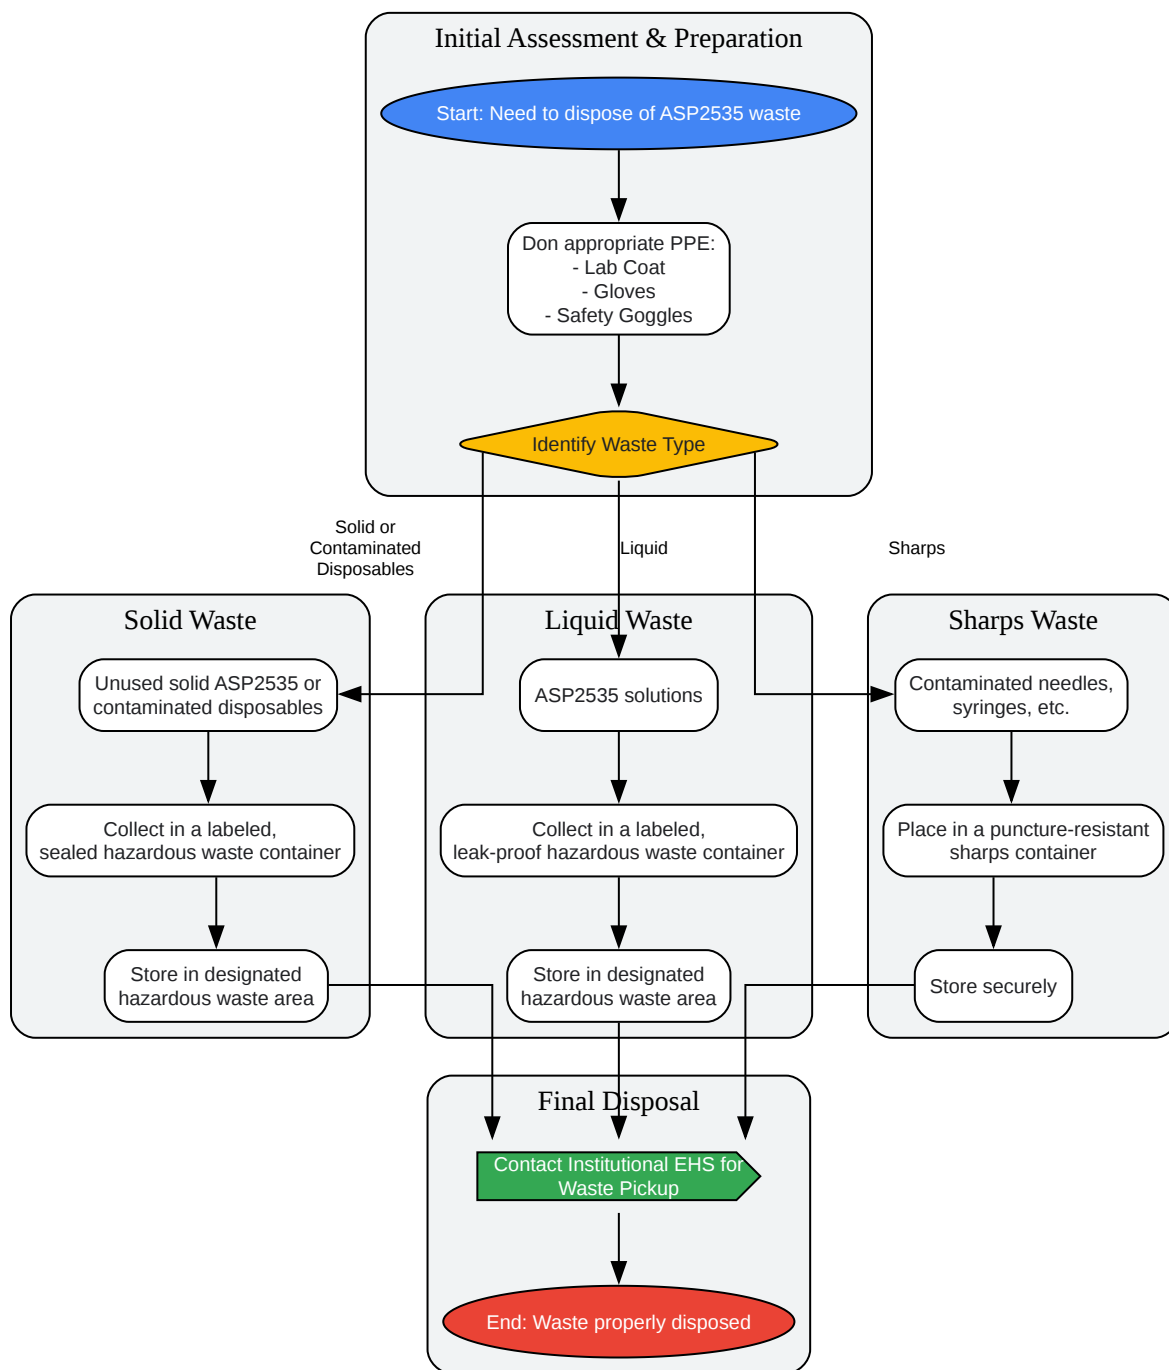 Initial Assessment & Preparation
Start: Need to dispose of ASP2535 waste
Don appropriate PPE:
- Lab Coat
- Gloves
- Safety Goggles
Identify Waste Type
Solid or
Contaminated
Disposables
Liquid
Sharps
Solid Waste
Unused solid ASP2535 or
contaminated disposables
Collect in a labeled,
sealed hazardous waste container
Store in designated
hazardous waste area
Liquid Waste
ASP2535 solutions
Collect in a labeled,
leak-proof hazardous waste container
Store in designated
hazardous waste area
Sharps Waste
Contaminated needles,
syringes, etc.
Place in a puncture-resistant
sharps container
Store securely
Final Disposal
Contact Institutional EHS for
Waste Pickup
End: Waste properly disposed